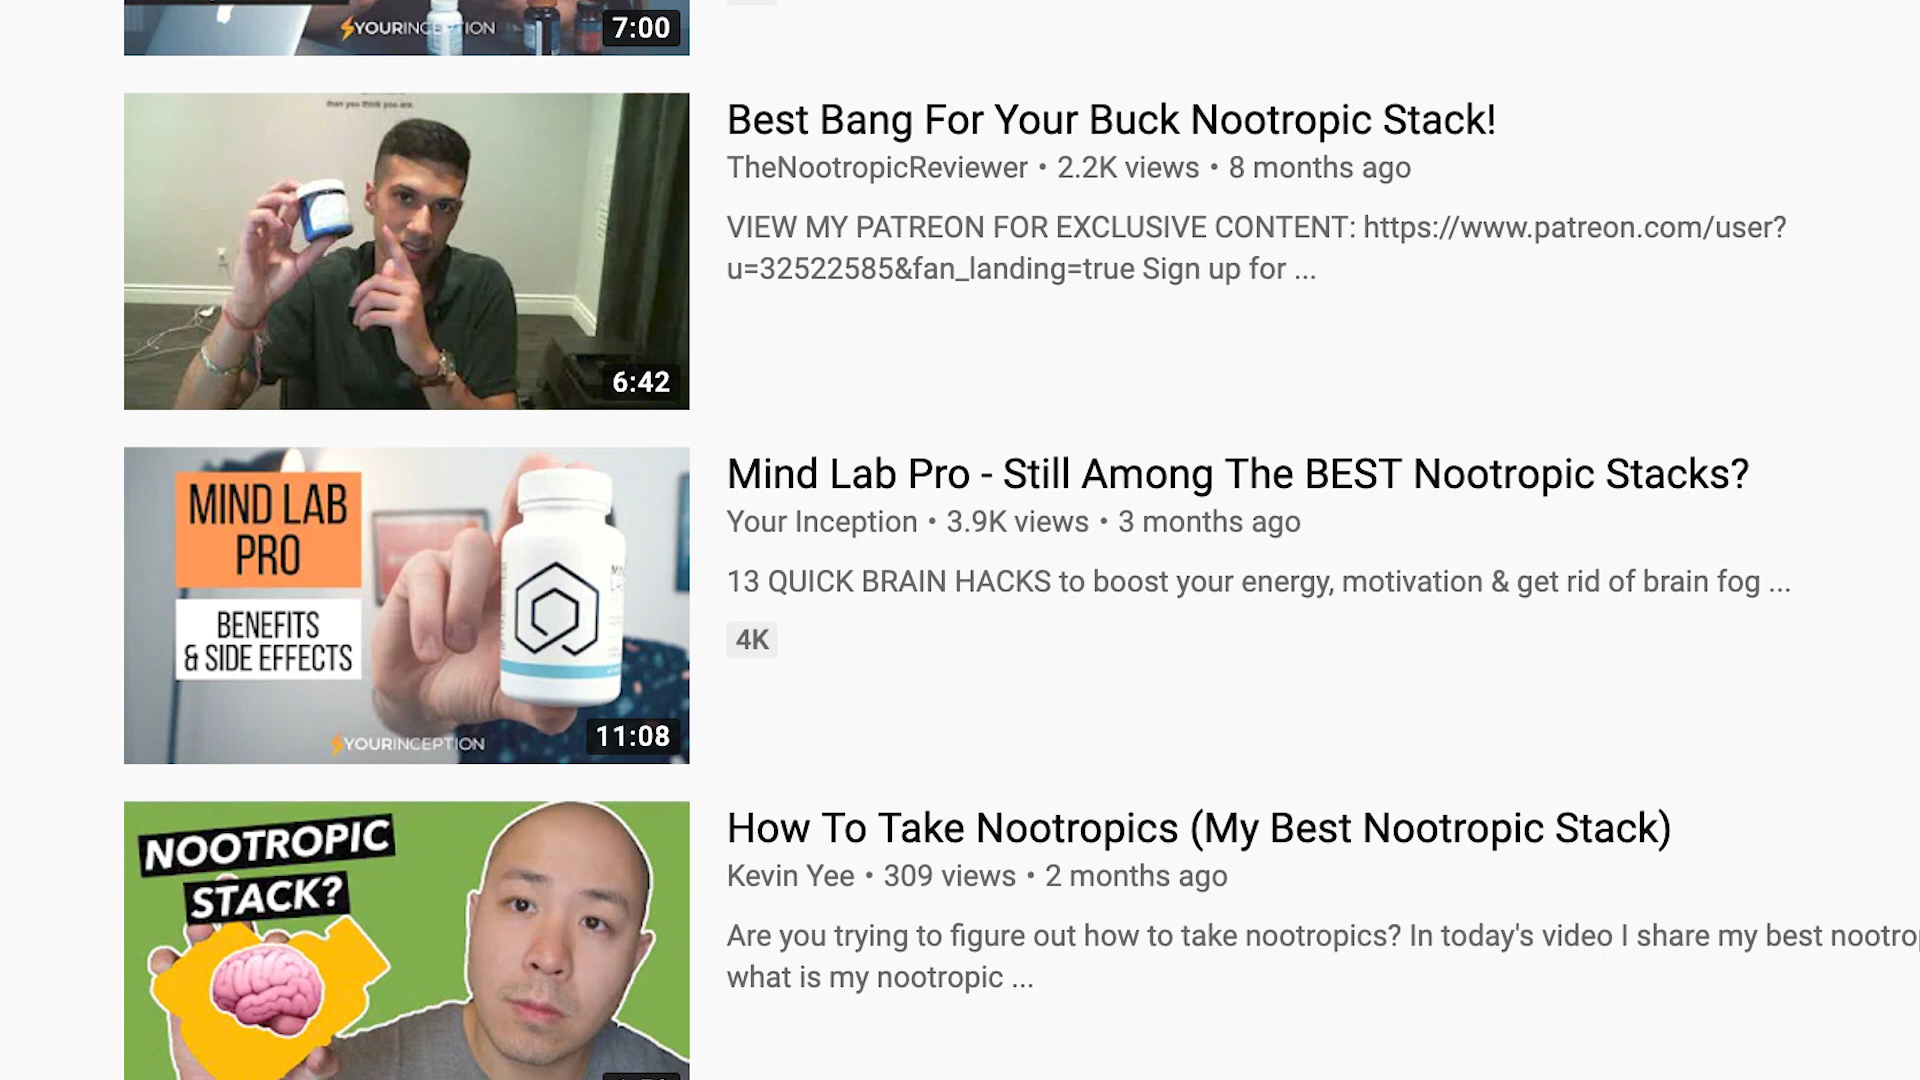 YOURINCEPTION
7:00
then you think you are.
6:42
Best Bang For Your Buck Nootropic Stack!
TheNootropicReviewer • 2.2K views • 8 months ago
VIEW MY PATREON FOR EXCLUSIVE CONTENT: https://www.patreon.com/user?
u=32522585&fan_landing=true Sign up for ...
MIND LAB
PRO
BENEFITS
& SIDE EFFECTS
YOURINCEPTION
11:08
Mind Lab Pro - Still Among The BEST Nootropic Stacks?
Your Inception • 3.9K views • 3 months ago
13 QUICK BRAIN HACKS to boost your energy, motivation & get rid of brain fog ...
4K
NOOTROPIC
STACK?
How To Take Nootropics (My Best Nootropic Stack)
Kevin Yee • 309 views • 2 months ago
Are you trying to figure out how to take nootropics? In today's video I share my best nootro
what is my nootropic ...